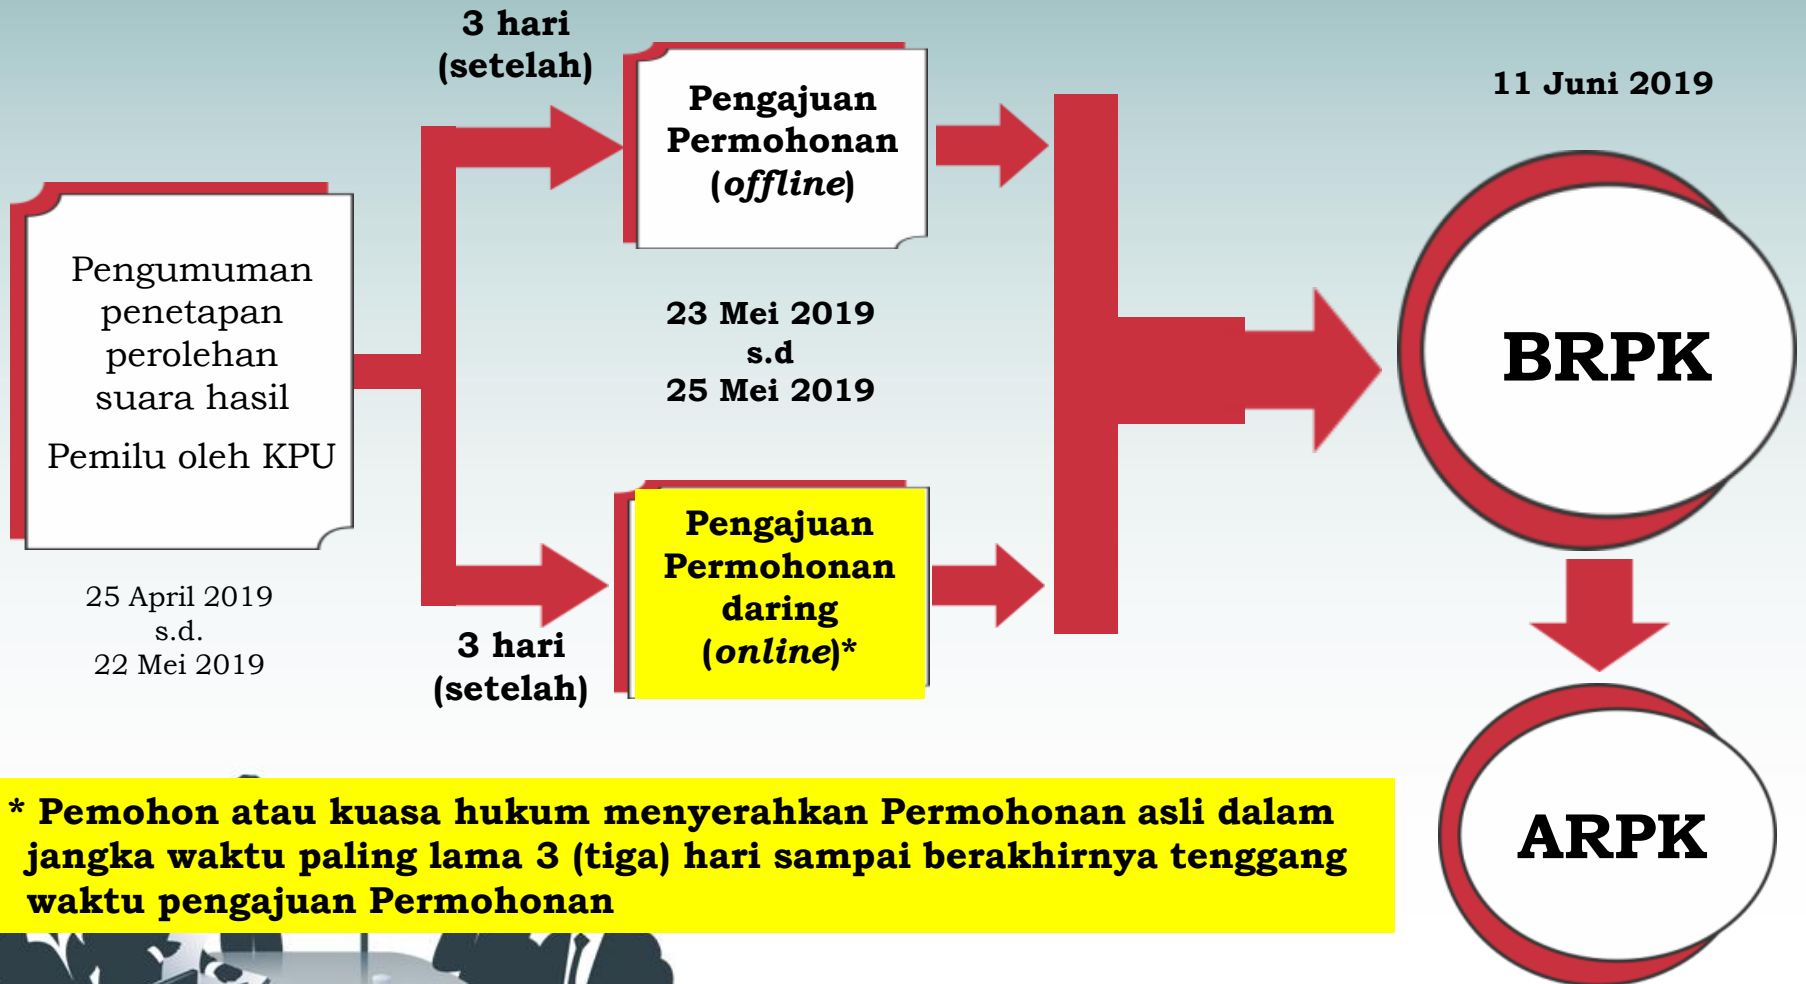 Pengumuman
penetapan
perolehan
suara hasil
Pemilu oleh KPU
25 April 2019
s.d.
22 Mei 2019
3 hari
(setelah)
Pengajuan
Permohonan
(offline)
23 Mei 2019
s.d
25 Mei 2019
3 hari
(setelah)
Pengajuan
Permohonan
daring
(online)*
11 Juni 2019
BRPK
ARPK
* Pemohon atau kuasa hukum menyerahkan Permohonan asli dalam
jangka waktu paling lama 3 (tiga) hari sampai berakhirnya tenggang
waktu pengajuan Permohonan